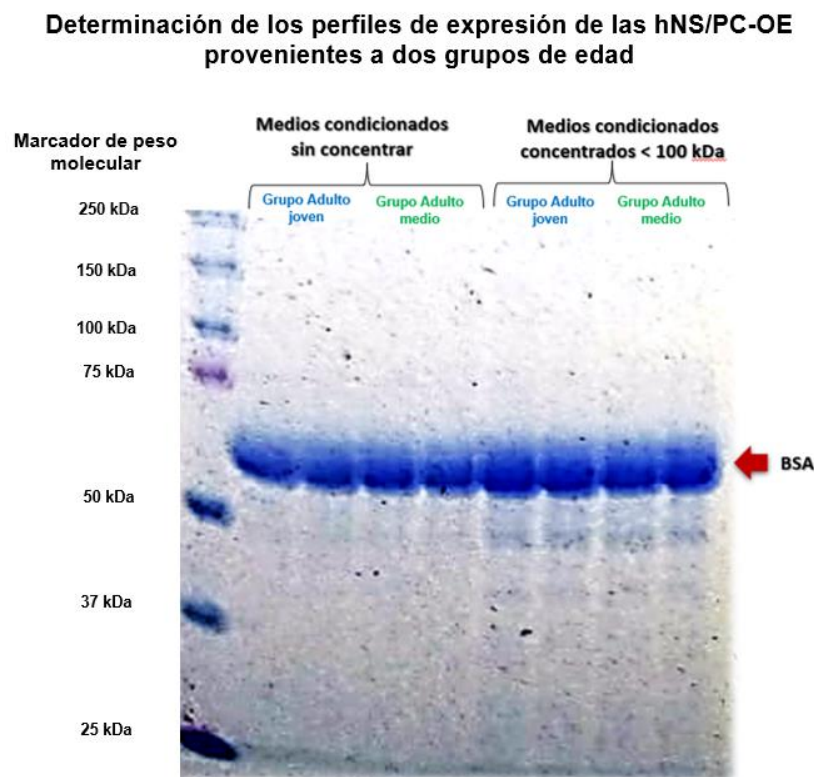 Determinación de los perfiles de expresión de las hNS/PC-OE
provenientes a dos grupos de edad
Marcador de peso
molecular
Medios condicionados
sin concentrar
Medios condicionados
concentrados < 100 kDa
Grupo Adulto
joven
Grupo Adulto
medio
Grupo Adulto
joven
Grupo Adulto
medio
250 kDa
150 kDa
100 kDa
75 kDa
BSA
50 kDa
37 kDa
25 kDa